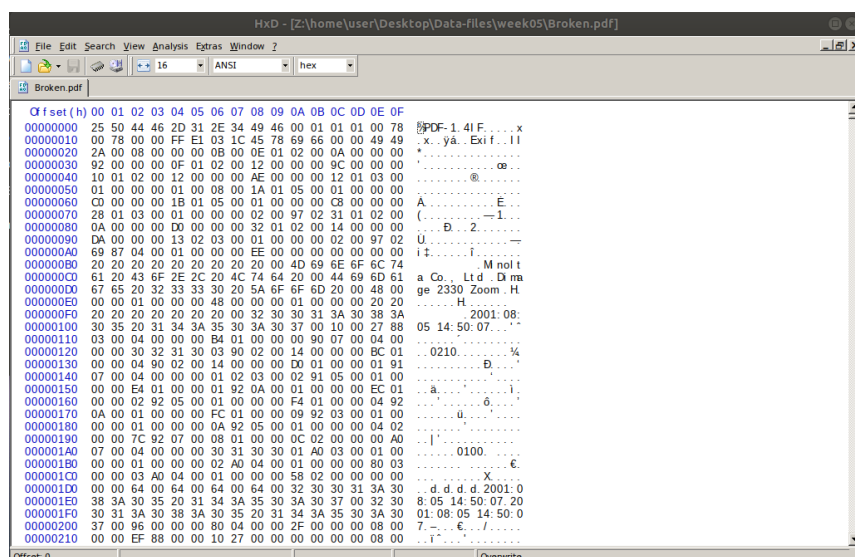 HxD - [Z:\home\user\Desktop\Data-files\week05\Broken.pdf]
File Edit Search View Analysis Extras Window ?
16 ANSI hex
Broken.pdf
Offset(h) 00 01 02 03 04 05 06 07 08 09 0A 0B 0C 0D 0E 0F
00000000 25 50 44 46 2D 31 2E 34 49 46 00 01 01 01 00 78 %PDF-1.4IF.....x
00000010 00 78 00 00 FF E1 03 1C 45 78 69 66 00 00 49 49 .x..ÿá..Exif..II
00000020 2A 00 08 00 00 00 0B 00 0E 01 02 00 0A 00 00 00 *...............
00000030 92 00 00 00 0F 01 02 00 12 00 00 00 9C 00 00 00 '...........œ...
00000040 10 01 02 00 12 00 00 00 AE 00 00 00 12 01 03 00 ........®.......
00000050 01 00 00 00 01 00 08 00 1A 01 05 00 01 00 00 00 ................
00000060 C0 00 00 00 1B 01 05 00 01 00 00 00 C8 00 00 00 À...........È...
00000070 28 01 03 00 01 00 00 00 02 00 97 02 31 01 02 00 (.........—.1...
00000080 0A 00 00 00 D0 00 00 00 32 01 02 00 14 00 00 00 ....Ð...2.......
00000090 DA 00 00 00 13 02 03 00 01 00 00 00 02 00 97 02 Ú.............—.
000000A0 69 87 04 00 01 00 00 00 EE 00 00 00 00 00 00 00 i‡......î.......
000000B0 20 20 20 20 20 20 20 20 20 00 4D 69 6E 6F 6C 74 .Minolt
000000C0 61 20 43 6F 2E 2C 20 4C 74 64 20 00 44 69 6D 61 a Co., Ltd .Dima
000000D0 67 65 20 32 33 33 30 20 5A 6F 6F 6D 20 00 48 00 ge 2330 Zoom .H.
000000E0 00 00 01 00 00 00 48 00 00 00 01 00 00 00 20 20 ......H.......
000000F0 20 20 20 20 20 20 20 00 32 30 30 31 3A 30 38 3A .2001:08:
00000100 30 35 20 31 34 3A 35 30 3A 30 37 00 10 00 27 88 05 14:50:07...'ˆ
00000110 03 00 04 00 00 00 B4 01 00 00 00 90 07 00 04 00 ......´.........
00000120 00 00 30 32 31 30 03 90 02 00 14 00 00 00 BC 01 ..0210........¼.
00000130 00 00 04 90 02 00 14 00 00 00 D0 01 00 00 01 91 ..........Ð....'
00000140 07 00 04 00 00 00 01 02 03 00 02 91 05 00 01 00 ...........'....
00000150 00 00 E4 01 00 00 01 92 0A 00 01 00 00 00 EC 01 ..ä....'......ì.
00000160 00 00 02 92 05 00 01 00 00 00 F4 01 00 00 04 92 ...'......ô....'
00000170 0A 00 01 00 00 00 FC 01 00 00 09 92 03 00 01 00 ......ü....'....
00000180 00 00 01 00 00 00 0A 92 05 00 01 00 00 00 04 02 .......'........
00000190 00 00 7C 92 07 00 08 01 00 00 0C 02 00 00 00 A0 ..|'...........
000001A0 07 00 04 00 00 00 30 31 30 30 01 A0 03 00 01 00 ......0100. ....
000001B0 00 00 01 00 00 00 02 A0 04 00 01 00 00 00 80 03 ....... ......€.
000001C0 00 00 03 A0 04 00 01 00 00 00 58 02 00 00 00 00 ... ......X.....
000001D0 00 00 64 00 64 00 64 00 64 00 32 30 30 31 3A 30 ..d.d.d.d.2001:0
000001E0 38 3A 30 35 20 31 34 3A 35 30 3A 30 37 00 32 30 8:05 14:50:07.20
000001F0 30 31 3A 30 38 3A 30 35 20 31 34 3A 35 30 3A 30 01:08:05 14:50:0
00000200 37 00 96 00 00 00 80 04 00 00 2F 00 00 00 08 00 7.–...€.../.....
00000210 00 00 EF 88 00 00 10 27 00 00 00 00 00 00 08 00 ..ïˆ...'........
Offset: 0 Overwrite